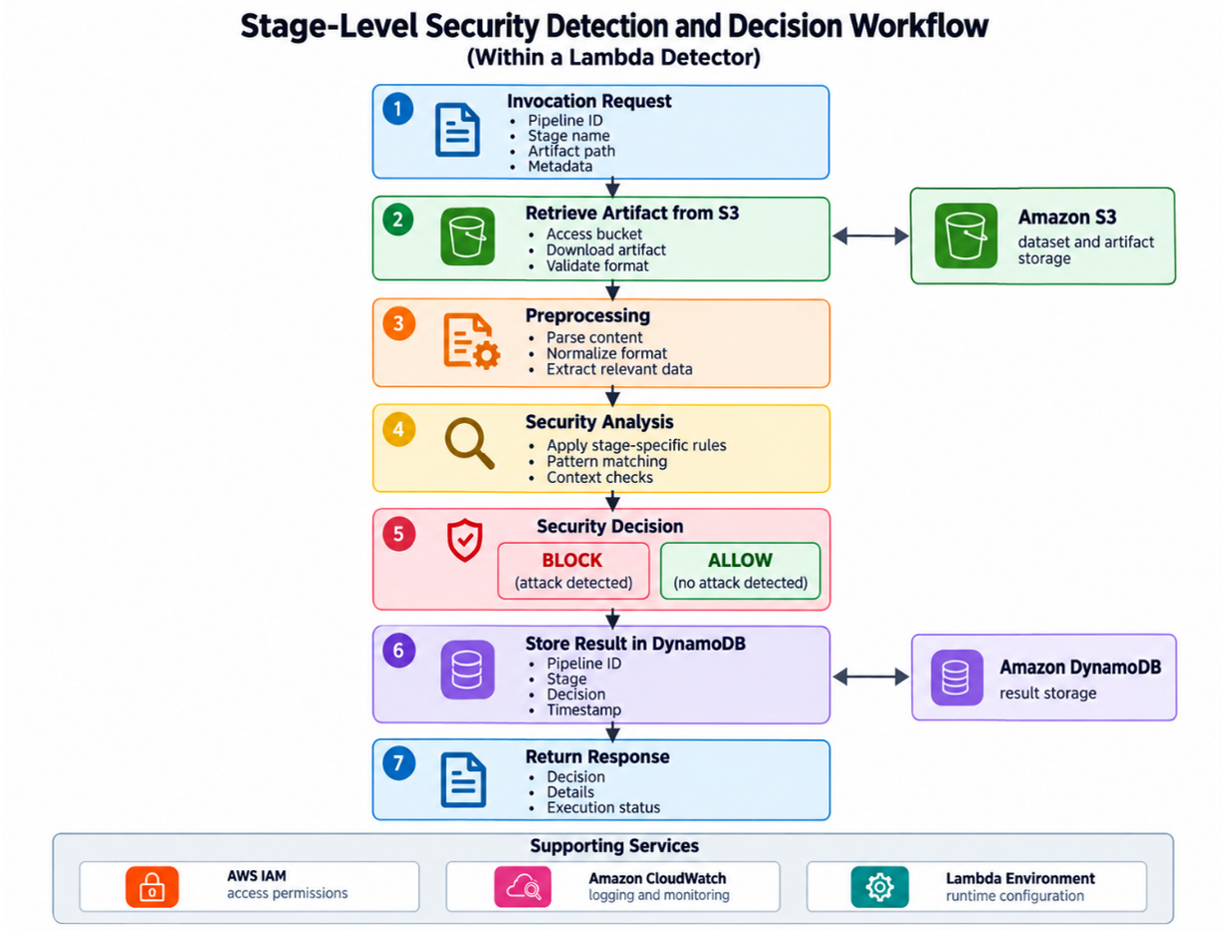 Stage-Level Security Detection and Decision Workflow
(Within a Lambda Detector)
1
Invocation Request
• Pipeline ID
• Stage name
• Artifact path
• Metadata
2
Retrieve Artifact from S3
• Access bucket
• Download artifact
• Validate format
Amazon S3
dataset and artifact
storage
3
Preprocessing
• Parse content
• Normalize format
• Extract relevant data
4
Security Analysis
• Apply stage-specific rules
• Pattern matching
• Context checks
5
Security Decision
BLOCK
(attack detected)
ALLOW
(no attack detected)
6
Store Result in DynamoDB
• Pipeline ID
• Stage
• Decision
• Timestamp
Amazon DynamoDB
result storage
7
Return Response
• Decision
• Details
• Execution status
Supporting Services
AWS IAM
access permissions
Amazon CloudWatch
logging and monitoring
Lambda Environment
runtime configuration